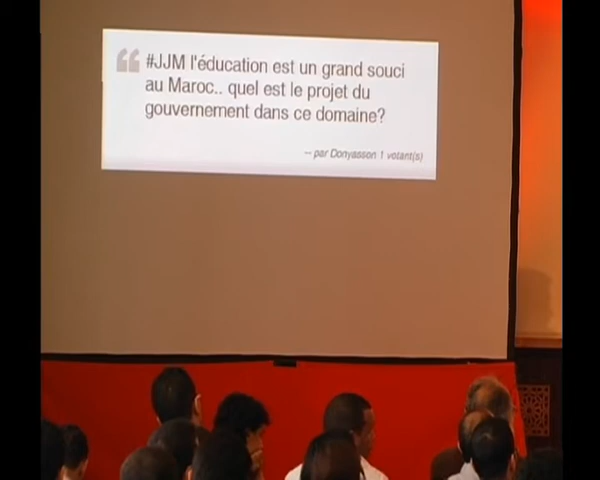 “ #JJM l'éducation est un grand souci
au Maroc.. quel est le projet du
gouvernement dans ce domaine?
– par Donyasson 1 votant(s)